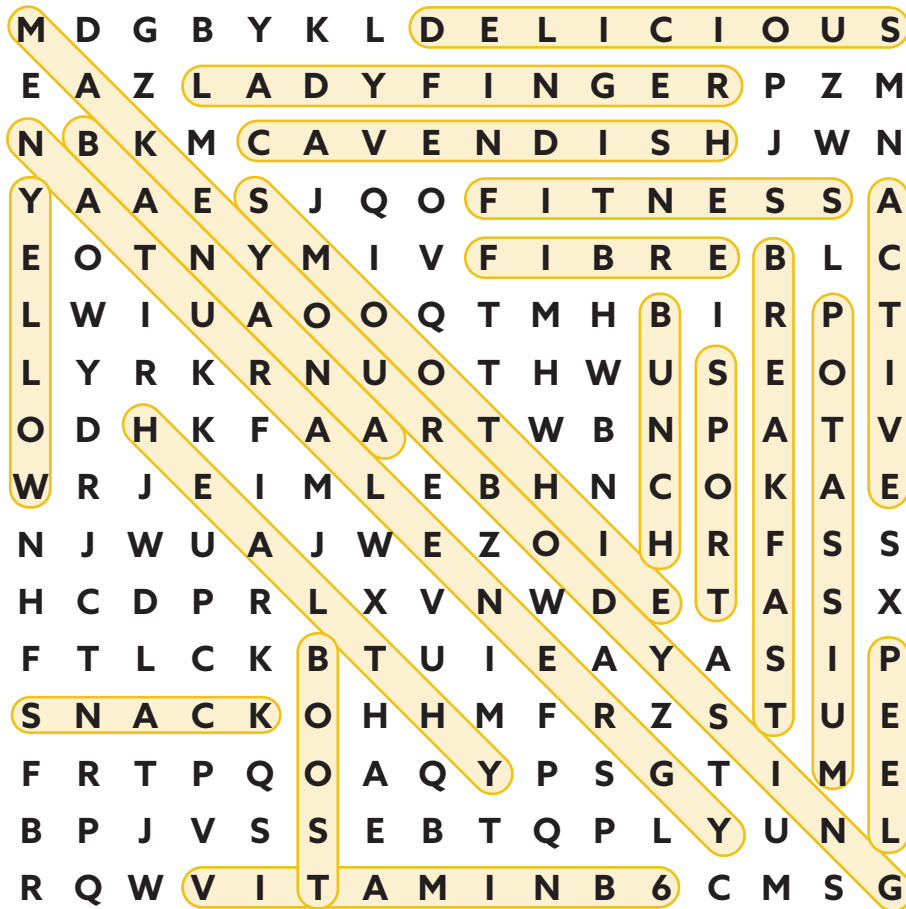 M D G B Y K L D E L I C I O U S
E A Z L A D Y F I N G E R P Z M
N B K M C A V E N D I S H J W N
Y A A E S J Q O F I T N E S S A
E O T N Y M I V F I B R E B L C
L W I U A O O Q T M H B I R P T
L Y R K R N U O T H W U S E O I
O D H K F A A R T W B N P A T V
W R J E I M L E B H N C O K A E
N J W U A J W E Z O I H R F S S
H C D P R L X V N W D E T A S X
F T L C K B T U I E A Y A S I P
S N A C K O H H M F R Z S T U E
F R T P Q O A Q Y P S G T I M E
B P J V S S E B T Q P L Y U N L
R Q W V I T A M I N B 6 C M S G